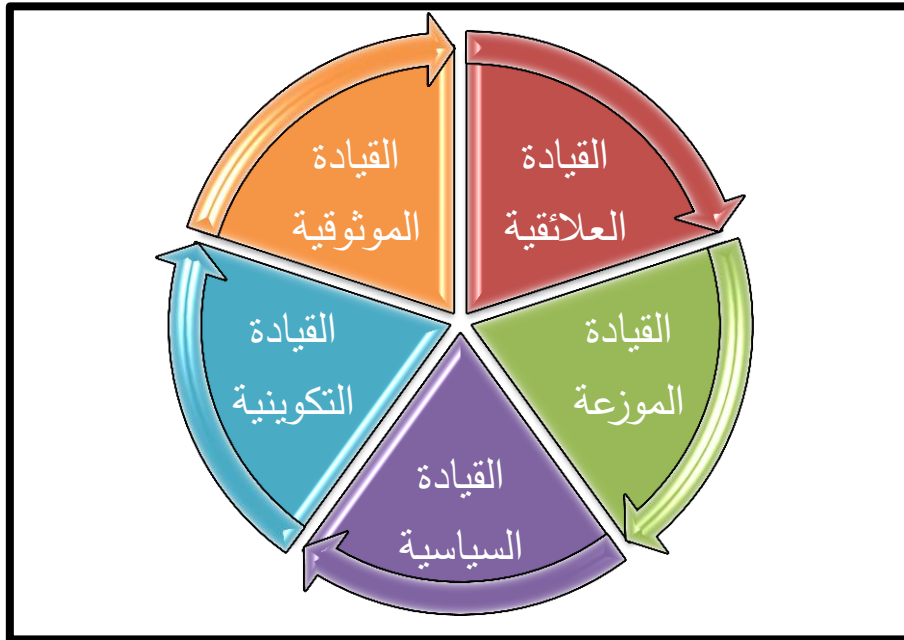 القيادة
العلائقية
القيادة
الموزعة
القيادة
السياسية
القيادة
التكوينية
القيادة
الموثوقية